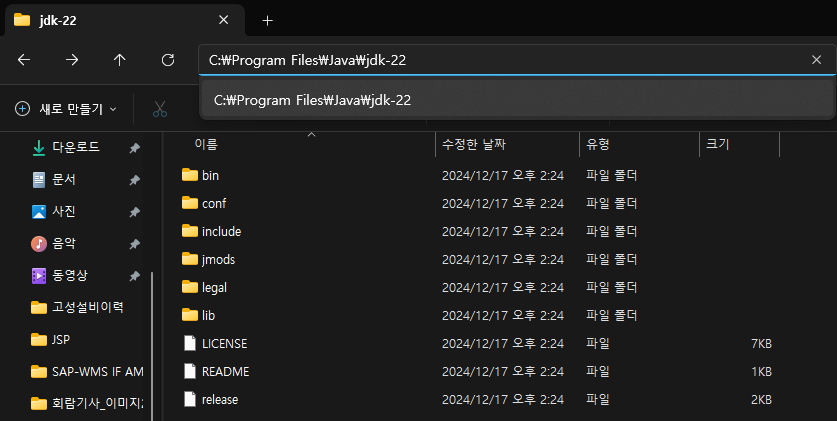 jdk-22
C:₩Program Files₩Java₩jdk-22
C:₩Program Files₩Java₩jdk-22
새로 만들기
이름 수정한 날짜 유형 크기
다운로드
문서
사진
음악
동영상
고성설비이력
JSP
SAP-WMS IF AM
회람기사_이미지2
bin 2024/12/17 오후 2:24 파일 폴더
conf 2024/12/17 오후 2:24 파일 폴더
include 2024/12/17 오후 2:24 파일 폴더
jmods 2024/12/17 오후 2:24 파일 폴더
legal 2024/12/17 오후 2:24 파일 폴더
lib 2024/12/17 오후 2:24 파일 폴더
LICENSE 2024/12/17 오후 2:24 파일 7KB
README 2024/12/17 오후 2:24 파일 1KB
release 2024/12/17 오후 2:24 파일 2KB